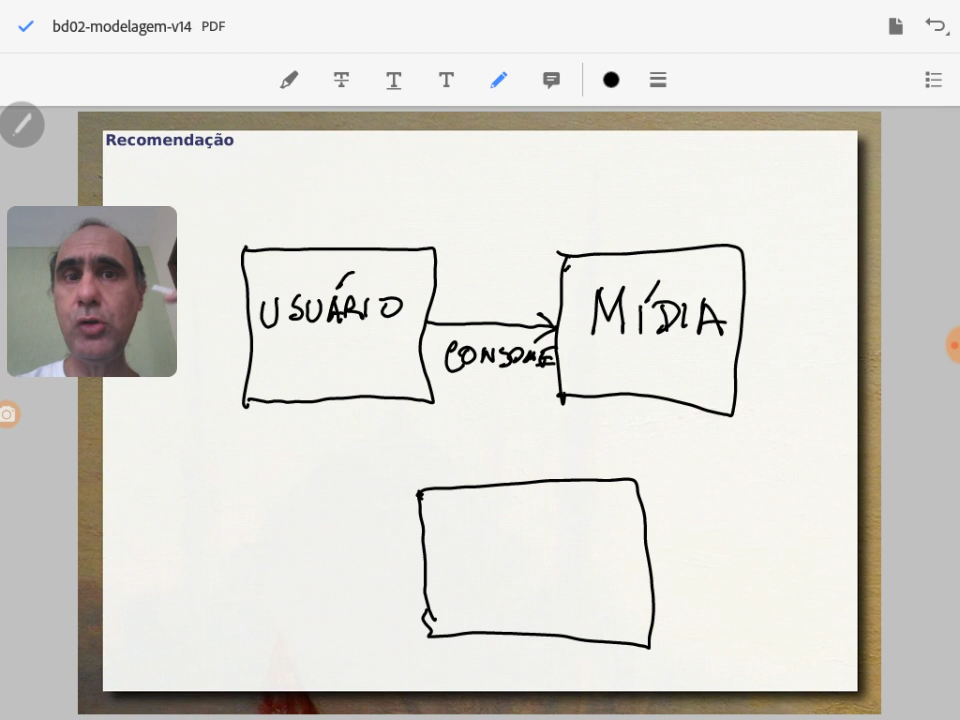 bd02-modelagem-v14 PDF
Recomendação
USUÁRIO
CONSOME
MÍDIA